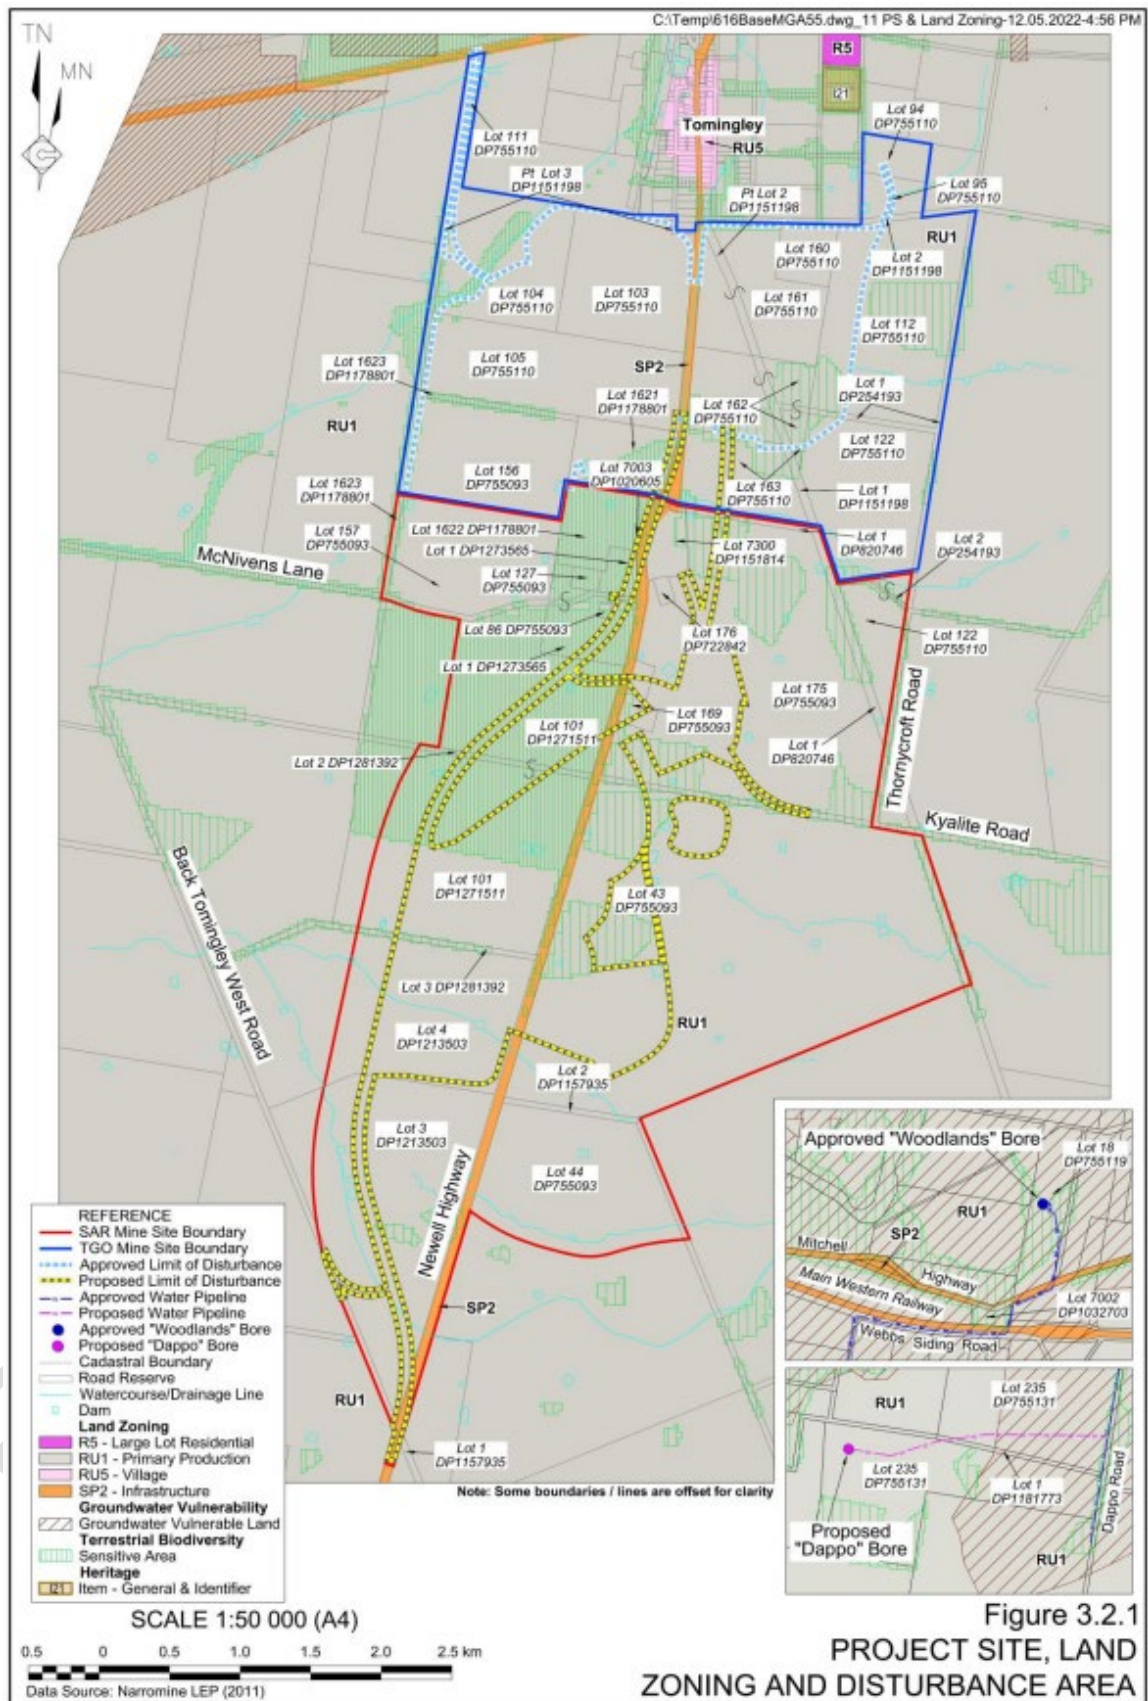 C:\Temp\616BaseMGA55.dwg_11 PS & Land Zoning-12.05.2022-4:56 PM
TN
MN
R5
I21
Lot 94
DP755110
Lot 111
DP755110
Tomingley
RU5
Pt Lot 3
DP1151198
Pt Lot 2
DP1151198
Lot 95
DP755110
RU1
Lot 160
DP755110
Lot 2
DP1151198
Lot 104
DP755110
Lot 103
DP755110
Lot 161
DP755110
Lot 112
DP755110
Lot 1623
DP1178801
Lot 105
DP755110
SP2
Lot 1
DP254193
Lot 1621
DP1178801
Lot 162
DP755110
RU1
Lot 122
DP755110
Lot 156
DP755093
Lot 7003
DP1020605
Lot 163
DP755110
Lot 1
DP1151198
Lot 1623
DP1178801
Lot 157
DP755093
Lot 1622 DP1178801
Lot 1
DP820746
Lot 2
DP254193
McNivens Lane
Lot 1 DP1273565
Lot 7300
DP1151814
Lot 127
DP755093
Lot 86 DP755093
Lot 176
DP722842
Lot 122
DP755110
Lot 1 DP1273565
Lot 175
DP755093
Lot 169
DP755093
Lot 101
DP1271511
Lot 1
DP820746
Thornycroft Road
Lot 2 DP1281392
Kyalite Road
Back Tomingley West Road
Lot 101
DP1271511
Lot 43
DP755093
Lot 3 DP1281392
RU1
Lot 4
DP1213503
Lot 2
DP1157935
Lot 3
DP1213503
Lot 44
DP755093
Newell Highway
SP2
RU1
Lot 1
DP1157935
Approved "Woodlands" Bore
Lot 18
DP755119
RU1
SP2
Mitchell
Highway
Main Western Railway
Lot 7002
DP1032703
Webbs Siding Road
Lot 235
DP755131
RU1
Lot 235
DP755131
Lot 1
DP1181773
Dappo Road
Proposed
"Dappo" Bore
RU1
REFERENCE
SAR Mine Site Boundary
TGO Mine Site Boundary
Approved Limit of Disturbance
Proposed Limit of Disturbance
Approved Water Pipeline
Proposed Water Pipeline
Approved "Woodlands" Bore
Proposed "Dappo" Bore
Cadastral Boundary
Road Reserve
Watercourse/Drainage Line
Dam
Land Zoning
R5 - Large Lot Residential
RU1 - Primary Production
RU5 - Village
SP2 - Infrastructure
Groundwater Vulnerability
Groundwater Vulnerable Land
Terrestrial Biodiversity
Sensitive Area
Heritage
I21 Item - General & Identifier
Note: Some boundaries / lines are offset for clarity
SCALE 1:50 000 (A4)
0.5 0 0.5 1.0 1.5 2.0 2.5 km
Data Source: Narromine LEP (2011)
Figure 3.2.1
PROJECT SITE, LAND
ZONING AND DISTURBANCE AREA